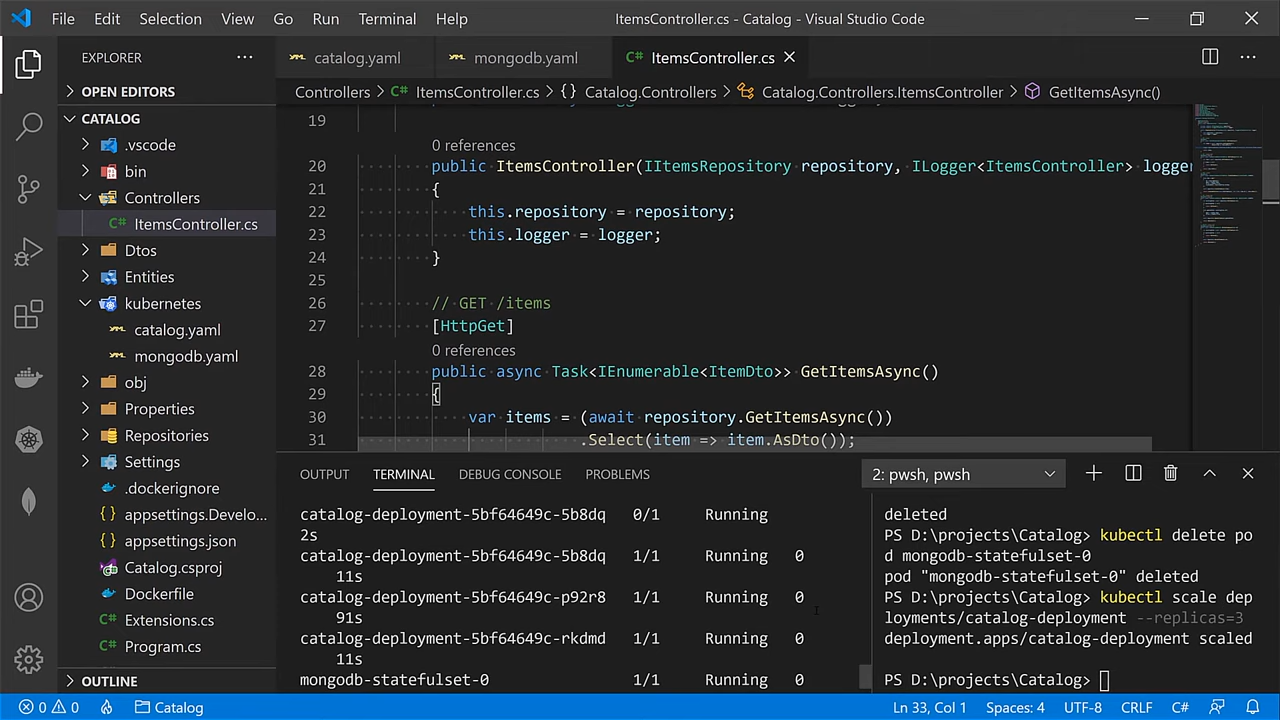 File Edit Selection View Go Run Terminal Help ItemsController.cs - Catalog - Visual Studio Code
EXPLORER
catalog.yaml mongodb.yaml C# ItemsController.cs
OPEN EDITORS
Controllers > C# ItemsController.cs > {} Catalog.Controllers > Catalog.Controllers.ItemsController > GetItemsAsync()
CATALOG
.vscode
bin
Controllers
C# ItemsController.cs
Dtos
Entities
kubernetes
catalog.yaml
mongodb.yaml
obj
Properties
Repositories
Settings
.dockerignore
{} appsettings.Develo...
{} appsettings.json
Catalog.csproj
Dockerfile
C# Extensions.cs
C# Program.cs
OUTLINE
19
0 references
20 public ItemsController(IItemsRepository repository, ILogger<ItemsController> logger
21 {
22 this.repository = repository;
23 this.logger = logger;
24 }
25
26 // GET /items
27 [HttpGet]
0 references
28 public async Task<IEnumerable<ItemDto>> GetItemsAsync()
29 {
30 var items = (await repository.GetItemsAsync())
31 .Select(item => item.AsDto());
OUTPUT TERMINAL DEBUG CONSOLE PROBLEMS 2: pwsh, pwsh
catalog-deployment-5bf64649c-5b8dq 0/1 Running
2s
catalog-deployment-5bf64649c-5b8dq 1/1 Running 0
11s
catalog-deployment-5bf64649c-p92r8 1/1 Running 0
91s
catalog-deployment-5bf64649c-rkdmd 1/1 Running 0
11s
mongodb-statefulset-0 1/1 Running 0
deleted
PS D:\projects\Catalog> kubectl delete po
d mongodb-statefulset-0
pod "mongodb-statefulset-0" deleted
PS D:\projects\Catalog> kubectl scale dep
loyments/catalog-deployment --replicas=3
deployment.apps/catalog-deployment scaled
PS D:\projects\Catalog>
0 0 Catalog Ln 33, Col 1 Spaces: 4 UTF-8 CRLF C#